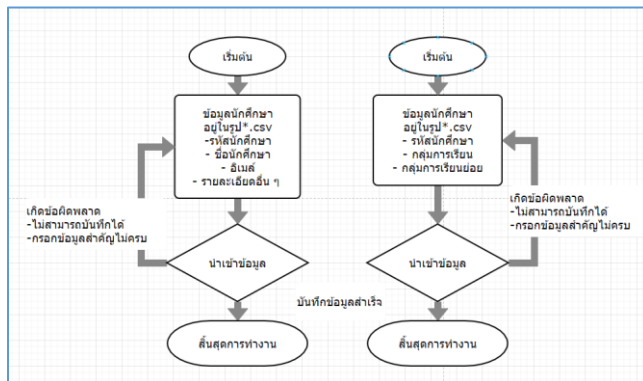 เริ่มต้น
ข้อมูลนักศึกษา
อยู่ในรูป*.csv
-รหัสนักศึกษา
- ชื่อนักศึกษา
- อีเมล์
- รายละเอียดอื่น ๆ
เกิดข้อผิดพลาด
-ไม่สามารถบันทึกได้
-กรอกข้อมูลสำคัญไม่ครบ
นำเข้าข้อมูล
บันทึกข้อมูลสำเร็จ
สิ้นสุดการทำงาน
เริ่มต้น
ข้อมูลนักศึกษา
อยู่ในรูป*.csv
- รหัสนักศึกษา
- กลุ่มการเรียน
- กลุ่มการเรียนย่อย
เกิดข้อผิดพลาด
-ไม่สามารถบันทึกได้
-กรอกข้อมูลสำคัญไม่ครบ
นำเข้าข้อมูล
สิ้นสุดการทำงาน